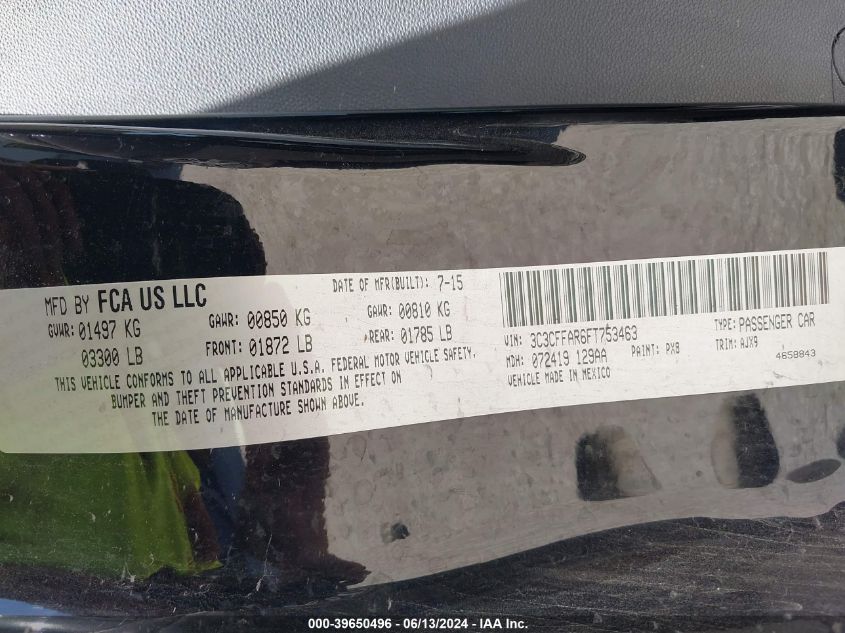 MFD BY FCA US LLC DATE OF MFR(BUILT): 7-15
GVWR: 01497 KG GAWR: 00850 KG GAWR: 00810 KG
03300 LB FRONT: 01872 LB REAR: 01785 LB
THIS VEHICLE CONFORMS TO ALL APPLICABLE U.S.A. FEDERAL MOTOR VEHICLE SAFETY,
BUMPER AND THEFT PREVENTION STANDARDS IN EFFECT ON
THE DATE OF MANUFACTURE SHOWN ABOVE.
VIN: 3C3CFFAR6FT753463 TYPE: PASSENGER CAR
MDH: 072419 129AA PAINT: PX8 TRIM: AJX9
VEHICLE MADE IN MEXICO 4658843
000-39650496 - 06/13/2024 - IAA Inc.